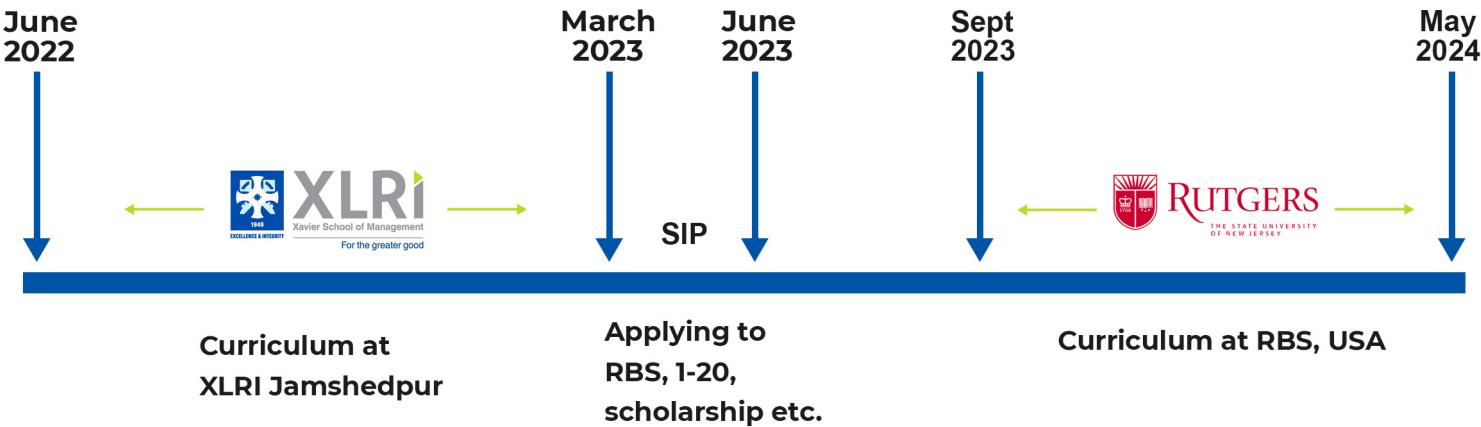 June
2022
March
2023
June
2023
Sept
2023
May
2024
1949
EXCELLENCE & INTEGRITY
XLRI
Xavier School of Management
For the greater good
SIP
1766
RUTGERS
THE STATE UNIVERSITY
OF NEW JERSEY
Curriculum at
XLRI Jamshedpur
Applying to
RBS, 1-20,
scholarship etc.
Curriculum at RBS, USA